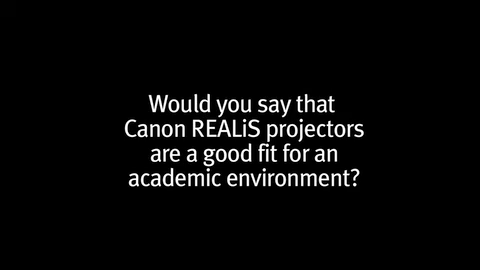 Would you say that
Canon REALiS projectors
are a good fit for an
academic environment?